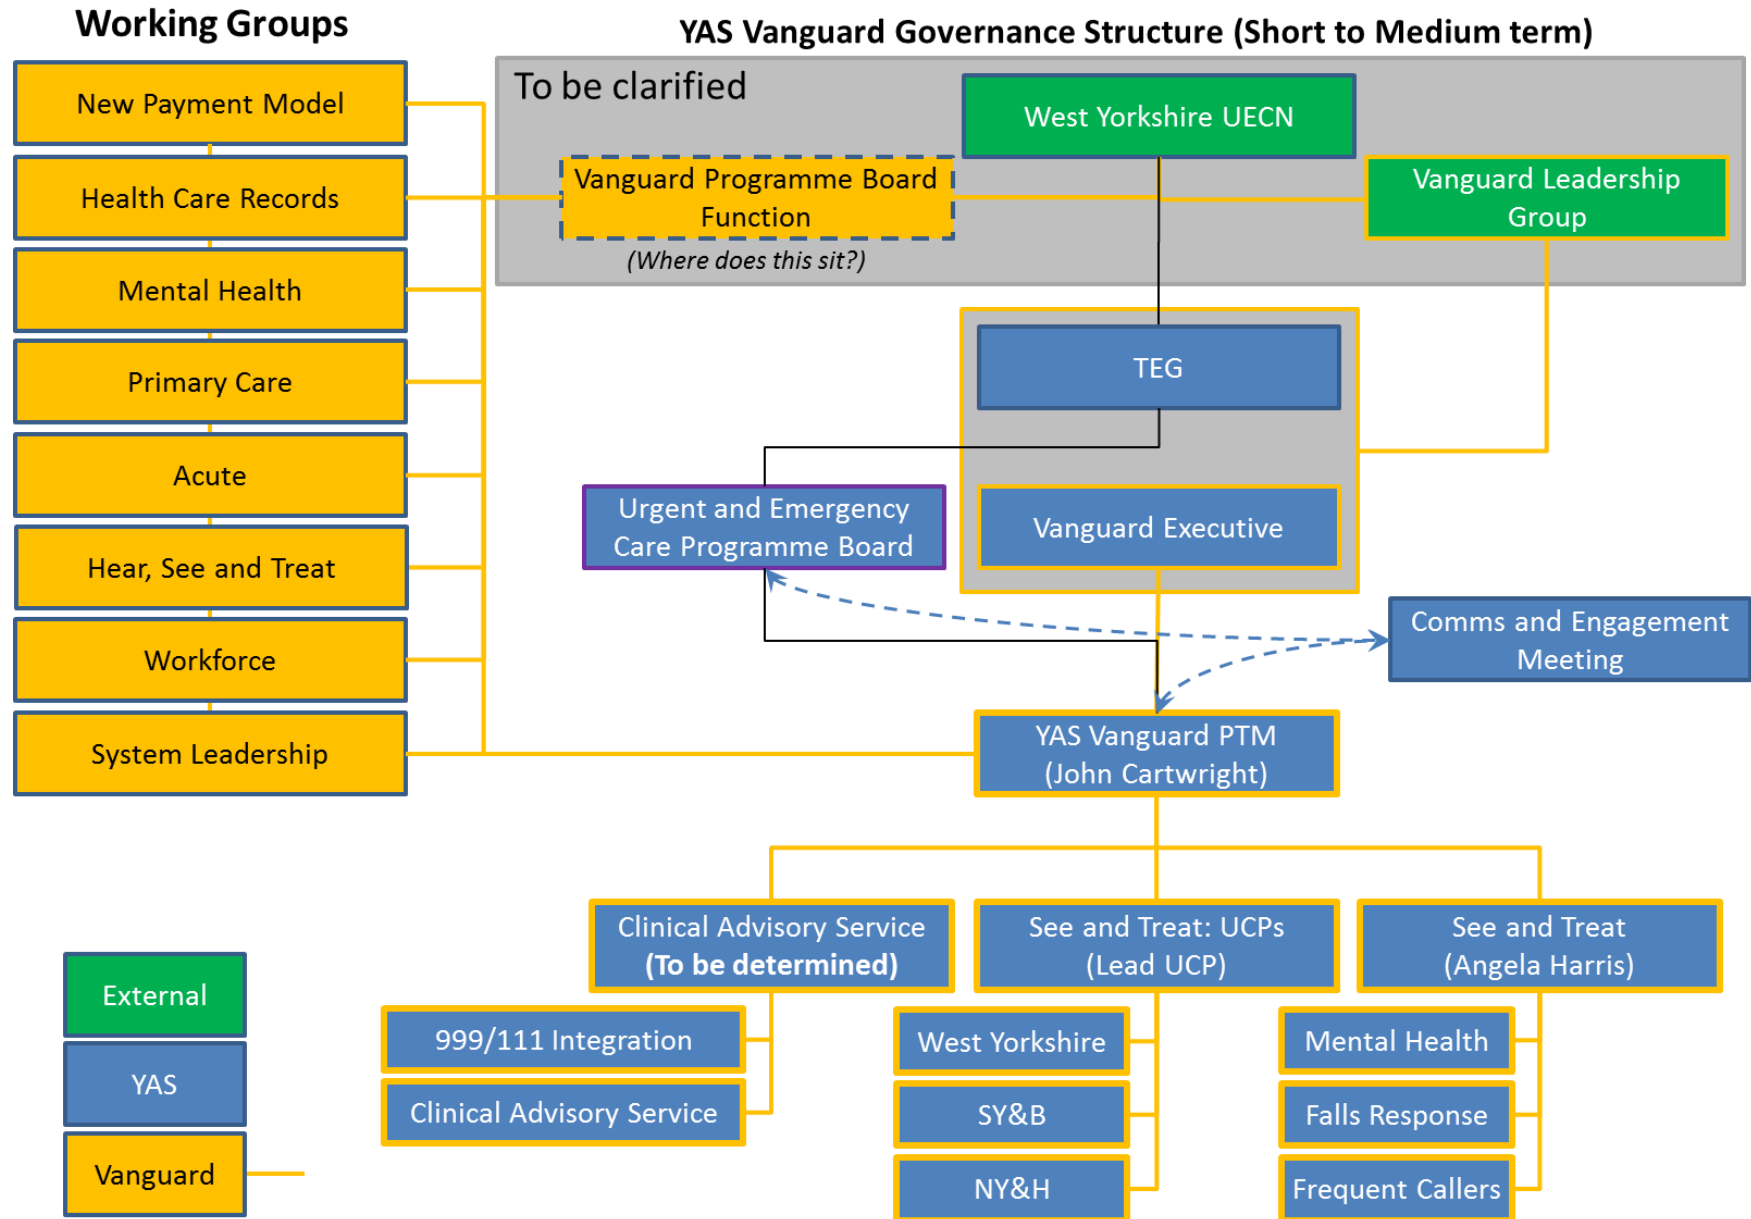 Working Groups
New Payment Model
Health Care Records
Mental Health
Primary Care
Acute
Hear, See and Treat
Workforce
System Leadership
YAS Vanguard Governance Structure (Short to Medium term)
To be clarified
West Yorkshire UECN
Vanguard Programme Board
Function
(Where does this sit?)
Vanguard Leadership
Group
TEG
Urgent and Emergency
Care Programme Board
Vanguard Executive
Comms and Engagement
Meeting
YAS Vanguard PTM
(John Cartwright)
Clinical Advisory Service
(To be determined)
999/111 Integration
Clinical Advisory Service
See and Treat: UCPs
(Lead UCP)
West Yorkshire
SY&B
NY&H
See and Treat
(Angela Harris)
Mental Health
Falls Response
Frequent Callers
External
YAS
Vanguard